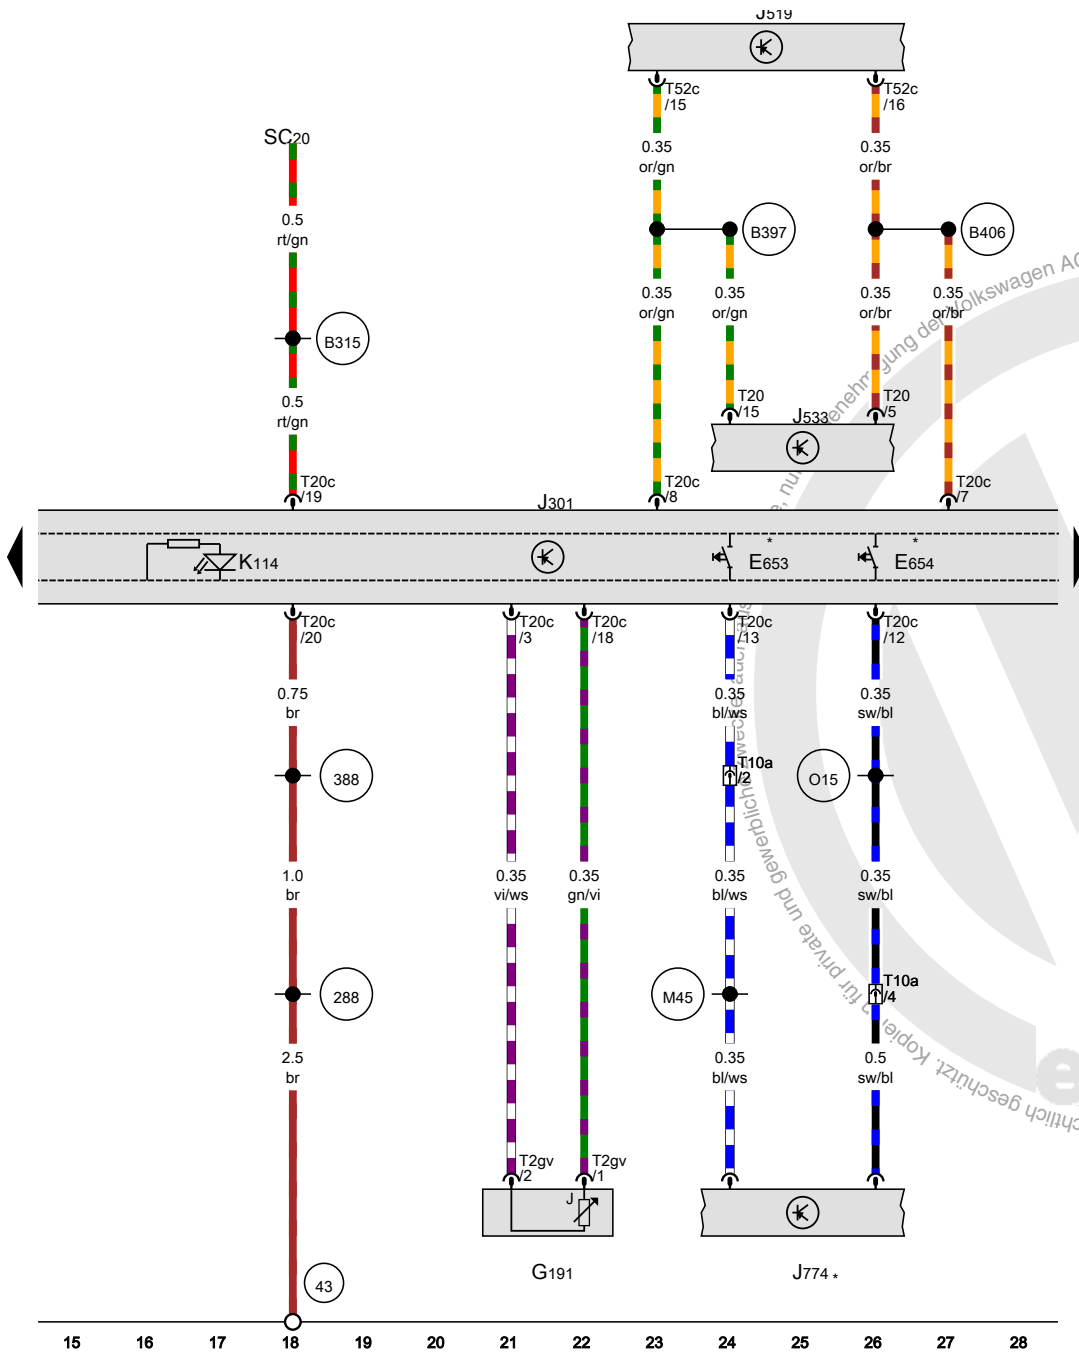 J519
T52c
/15
T52c
/16
SC20
0.35
or/gn
0.35
or/br
0.5
rt/gn
B397
B406
0.35
or/gn
0.35
or/gn
0.35
or/br
0.35
or/br
B315
0.5
rt/gn
T20
/15
J533
T20
/5
T20c
/19
T20c
/8
T20c
/7
J301
K114
*
E653
*
E654
T20c
/20
T20c
/3
T20c
/18
T20c
/13
T20c
/12
0.75
br
0.35
bl/ws
0.35
sw/bl
388
T10a
/2
O15
1.0
br
0.35
vi/ws
0.35
gn/vi
0.35
bl/ws
0.35
sw/bl
288
M45
T10a
/4
2.5
br
0.35
bl/ws
0.5
sw/bl
T2gv
/2
T2gv
/1
J
G191
J774 *
43
15 16 17 18 19 20 21 22 23 24 25 26 27 28
chtlich geschützt. Kopieren für private und gewerbliche Zwecke, auch
der Volkswagen AG